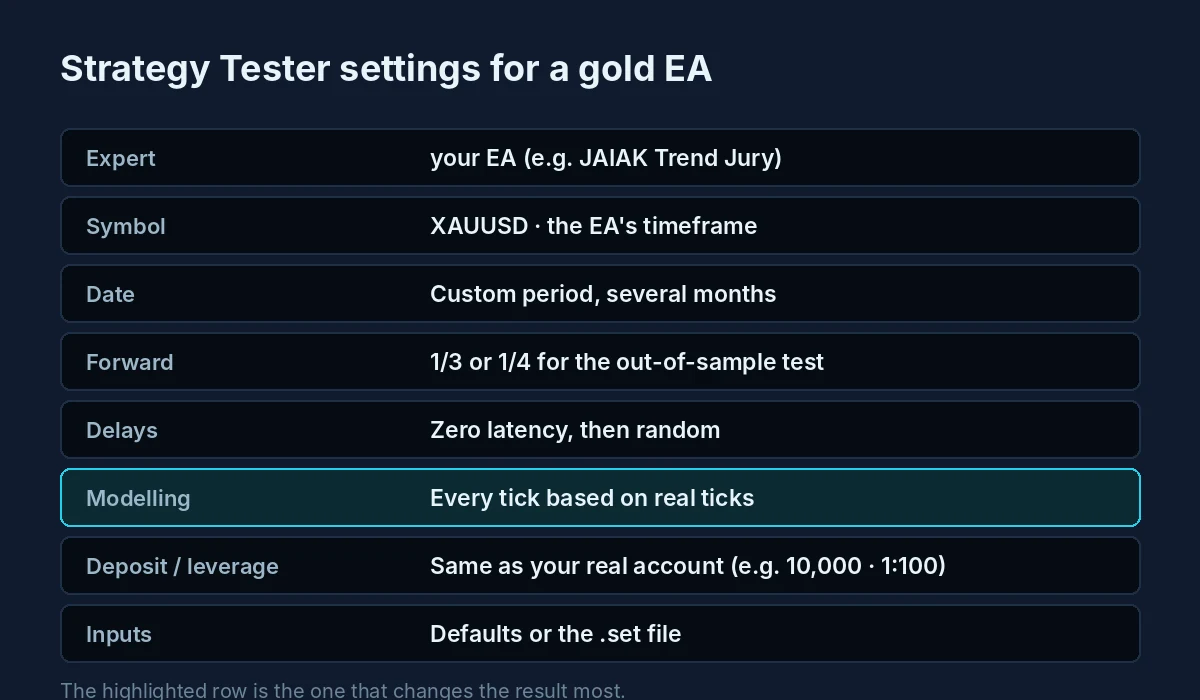 Strategy Tester settings for a gold EA
Expert your EA (e.g. JAIAK Trend Jury)
Symbol XAUUSD · the EA's timeframe
Date Custom period, several months
Forward 1/3 or 1/4 for the out-of-sample test
Delays Zero latency, then random
Modelling Every tick based on real ticks
Deposit / leverage Same as your real account (e.g. 10,000 · 1:100)
Inputs Defaults or the .set file
The highlighted row is the one that changes the result most.